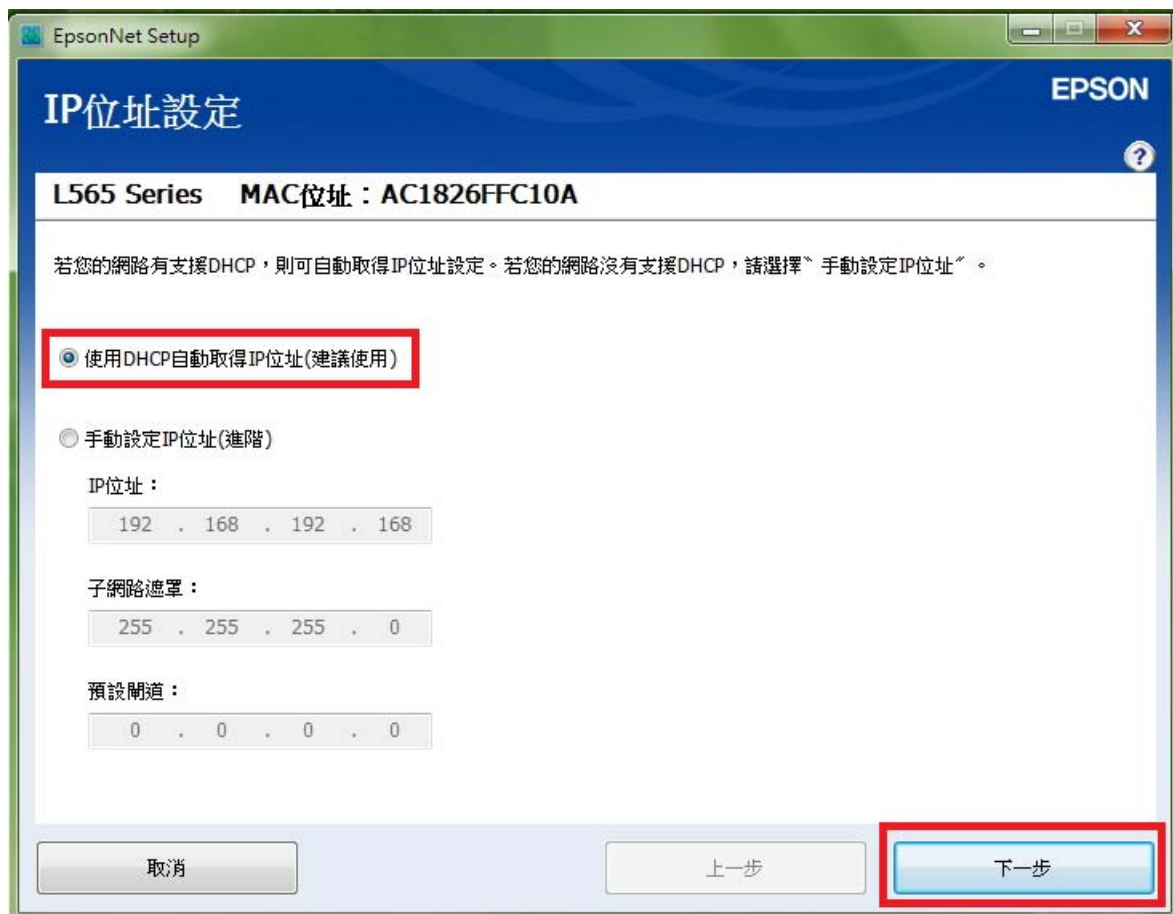 EpsonNet Setup
EPSON
IP位址設定
?
L565 Series MAC位址：AC1826FFC10A
若您的網路有支援DHCP，則可自動取得IP位址設定。若您的網路沒有支援DHCP，請選擇〝手動設定IP位址〞。
使用DHCP自動取得IP位址(建議使用)
手動設定IP位址(進階)
IP位址：
192 . 168 . 192 . 168
子網路遮罩：
255 . 255 . 255 . 0
預設閘道：
0 . 0 . 0 . 0
取消 上一步 下一步